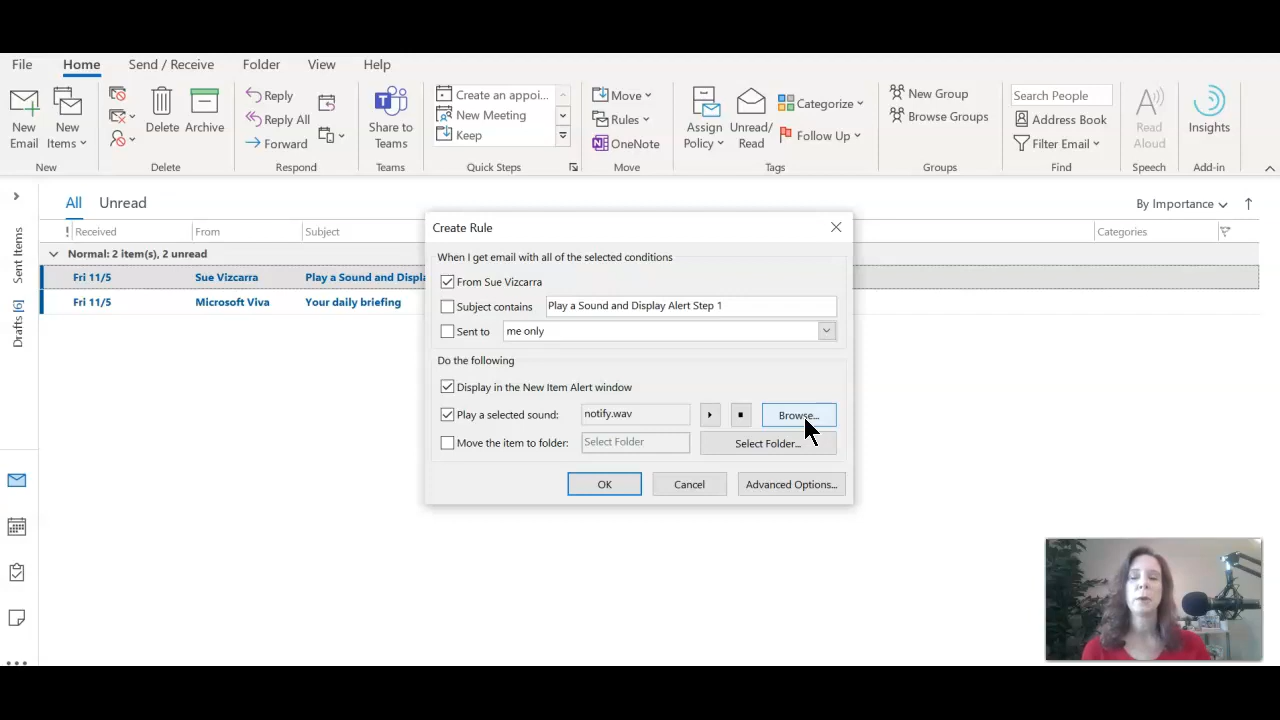 File Home Send / Receive Folder View Help
New Email
New Items
New
Delete
Archive
Delete
Reply
Reply All
Forward
Respond
Share to Teams
Teams
Create an appoi...
New Meeting
Keep
Quick Steps
Move
Rules
OneNote
Move
Assign Policy
Unread/ Read
Categorize
Follow Up
Tags
New Group
Browse Groups
Groups
Search People
Address Book
Filter Email
Find
Read Aloud
Speech
Insights
Add-in
All Unread By Importance
! Received From Subject Categories
Normal: 2 item(s), 2 unread
Fri 11/5 Sue Vizcarra Play a Sound and Displa
Fri 11/5 Microsoft Viva Your daily briefing
Sent Items
Drafts [6]
Create Rule
When I get email with all of the selected conditions
From Sue Vizcarra
Subject contains Play a Sound and Display Alert Step 1
Sent to me only
Do the following
Display in the New Item Alert window
Play a selected sound: notify.wav Browse...
Move the item to folder: Select Folder Select Folder...
OK Cancel Advanced Options...